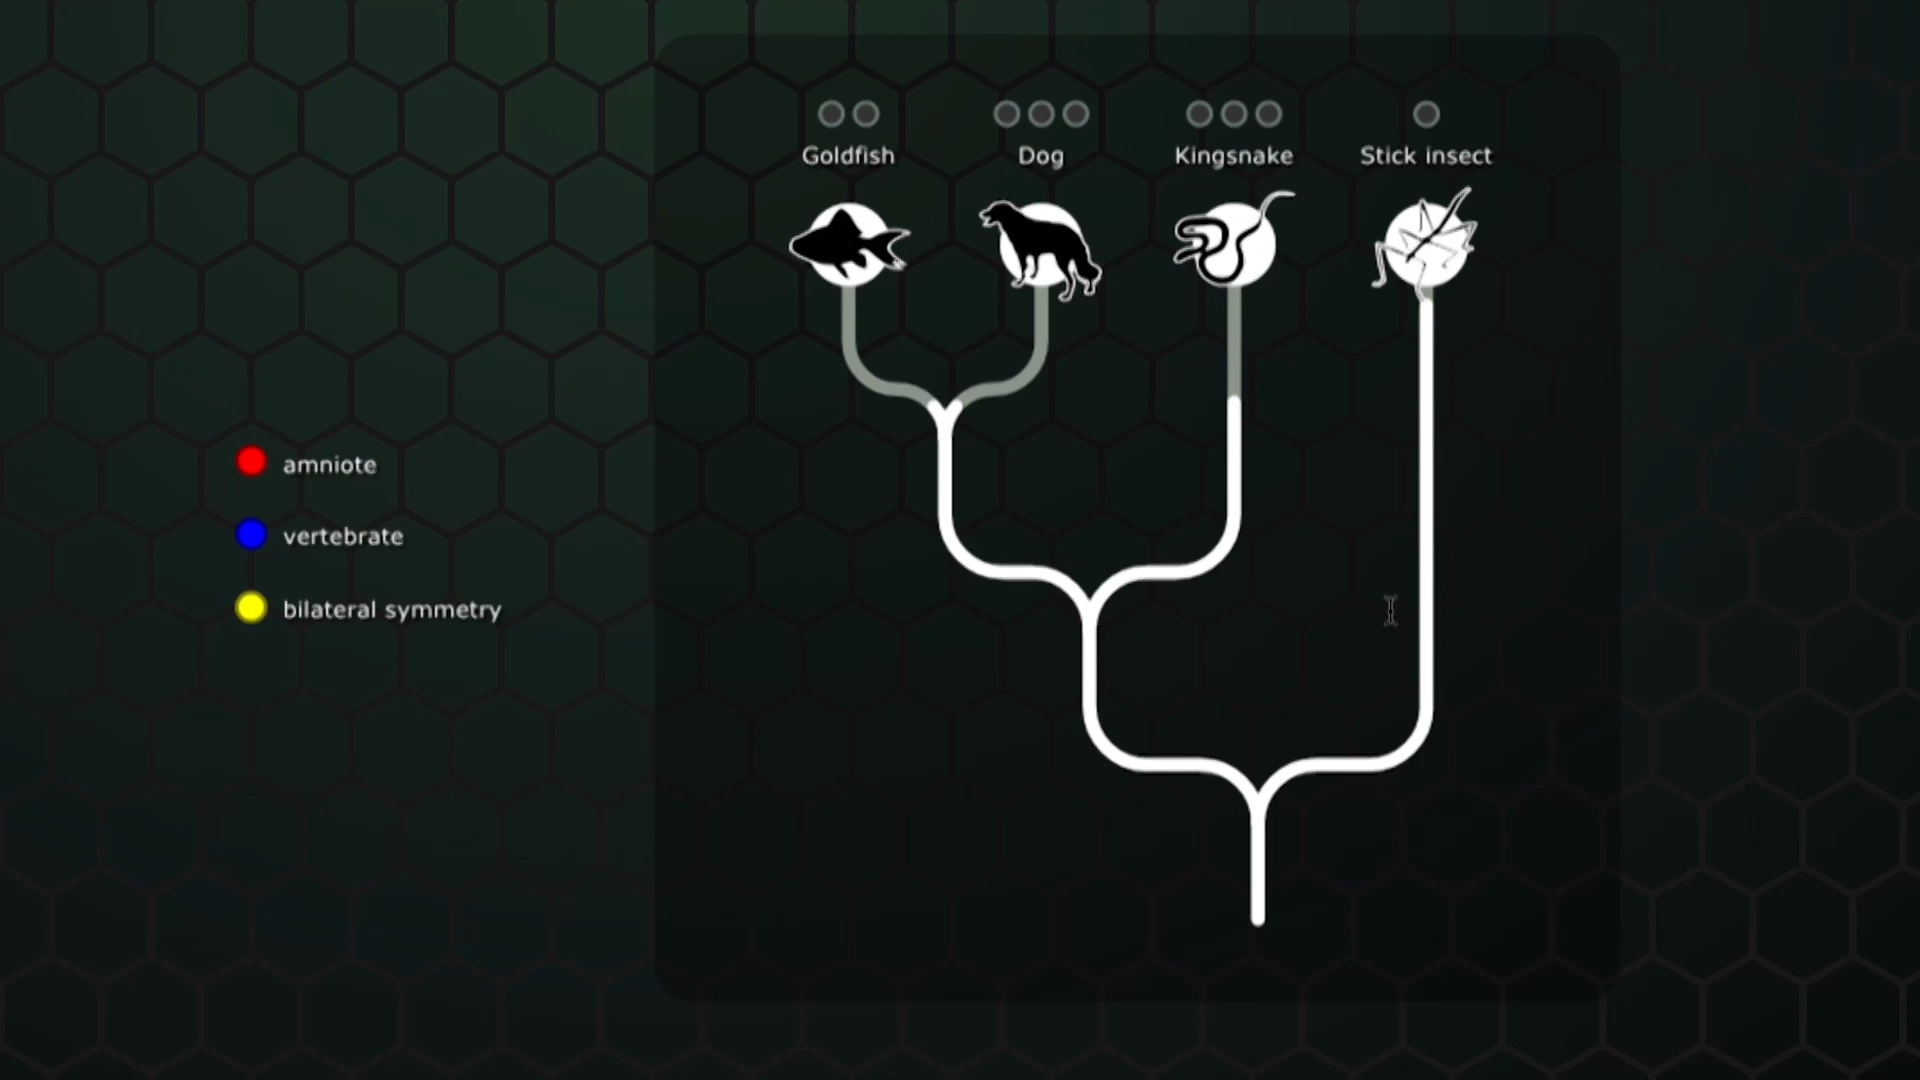 Goldfish
Dog
Kingsnake
Stick insect
amniote
vertebrate
bilateral symmetry